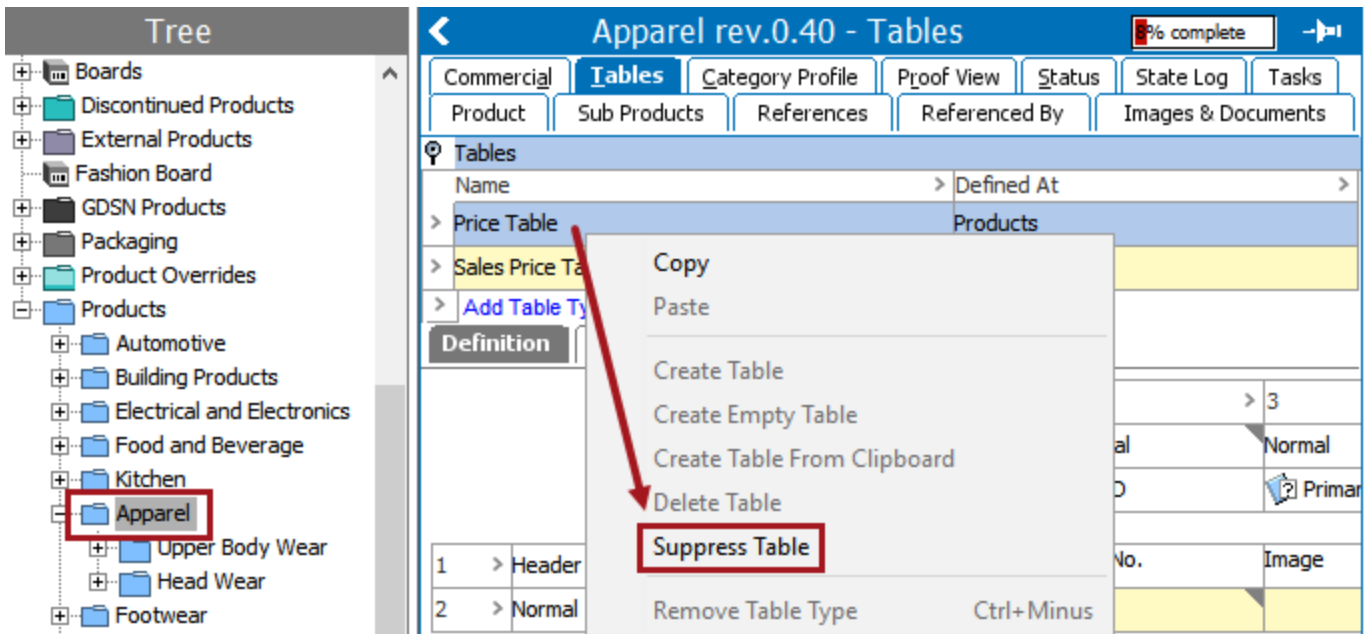 Tree
Boards
Discontinued Products
External Products
Fashion Board
GDSN Products
Packaging
Product Overrides
Products
Automotive
Building Products
Electrical and Electronics
Food and Beverage
Kitchen
Apparel
Upper Body Wear
Head Wear
Footwear
Apparel rev.0.40 - Tables
8% complete
Commercial Tables Category Profile Proof View Status State Log Tasks
Product Sub Products References Referenced By Images & Documents
Tables
Name > Defined At >
> Price Table Products
> Sales Price Ta
> Add Table Ty
Definition
Copy
Paste
Create Table
Create Empty Table
Create Table From Clipboard
Delete Table
Suppress Table
Remove Table Type Ctrl+Minus
> 3
al Normal
Primar
1 > Header No. Image
2 > Normal